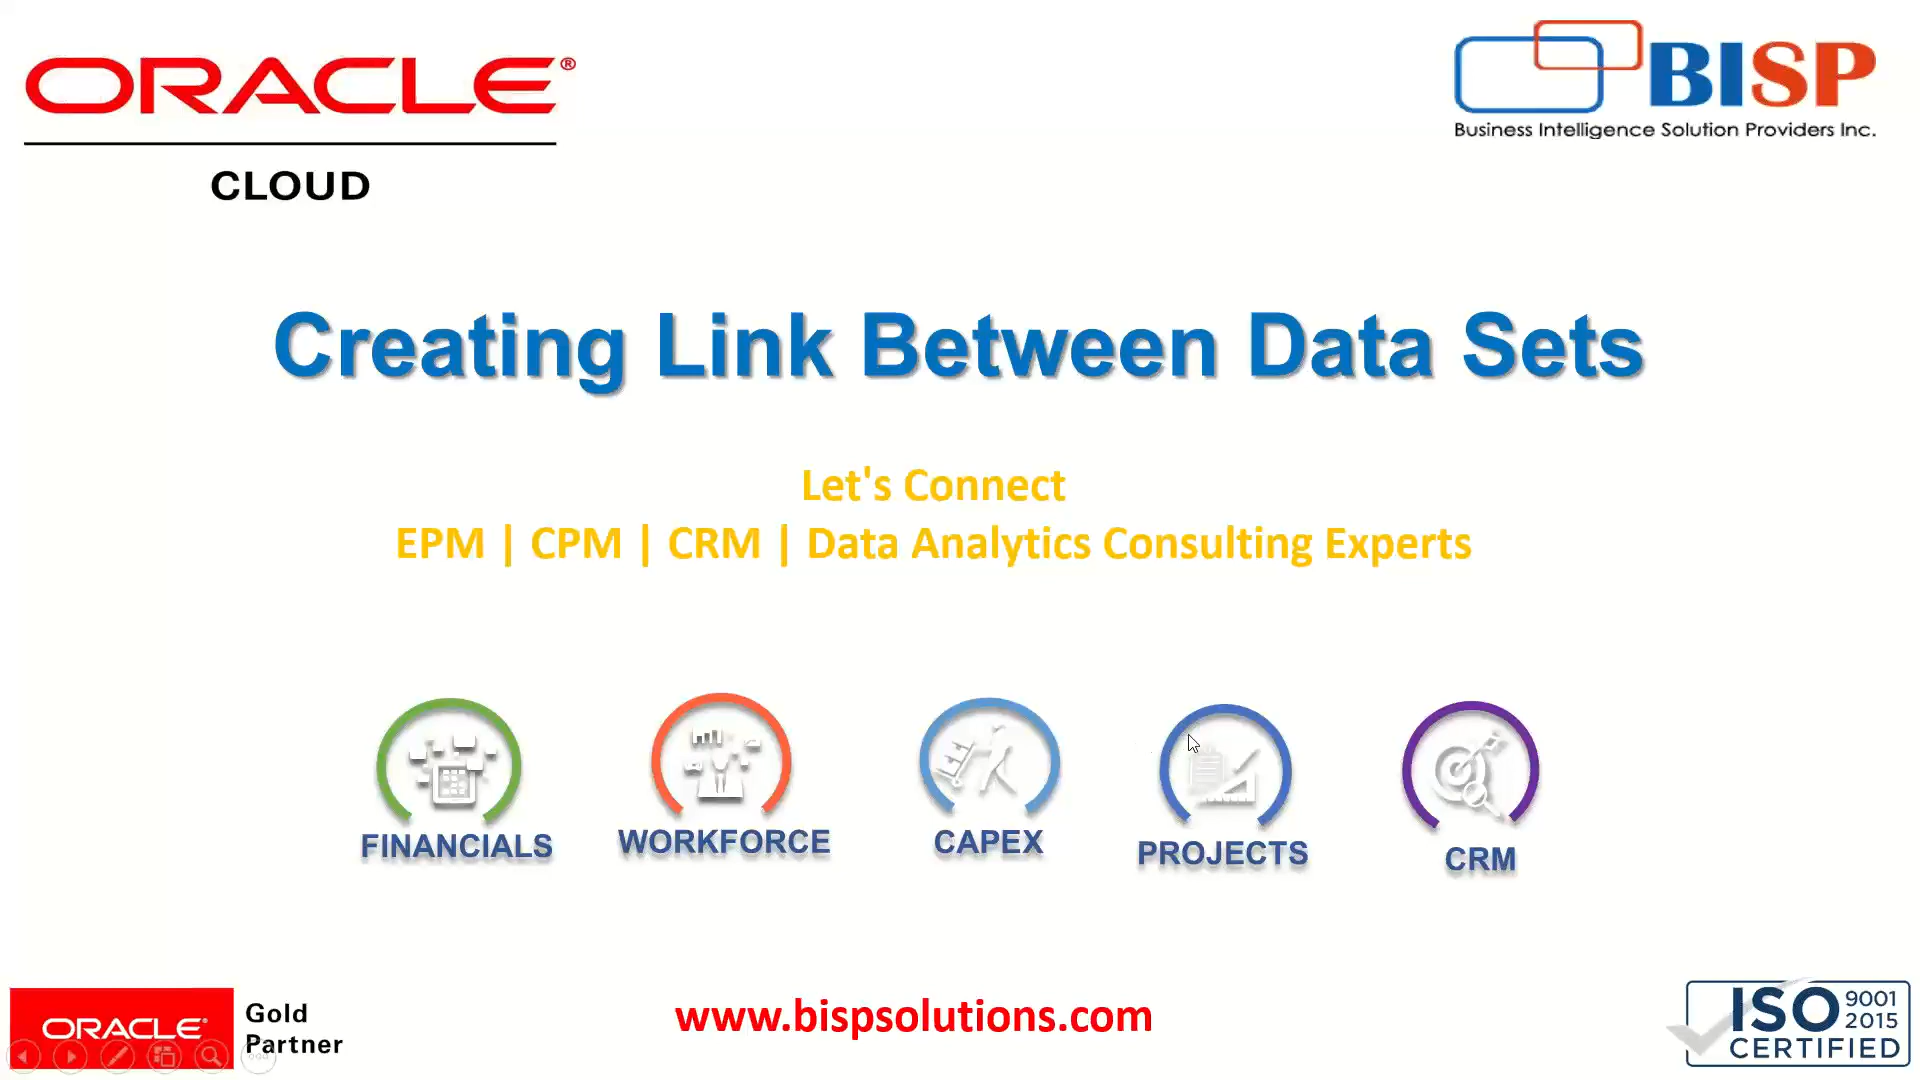 ORACLE®
CLOUD
BISP
Business Intelligence Solution Providers Inc.
Creating Link Between Data Sets
Let's Connect
EPM | CPM | CRM | Data Analytics Consulting Experts
FINANCIALS
WORKFORCE
CAPEX
PROJECTS
CRM
ORACLE®
Gold
Partner
www.bispsolutions.com
ISO 9001
2015
CERTIFIED